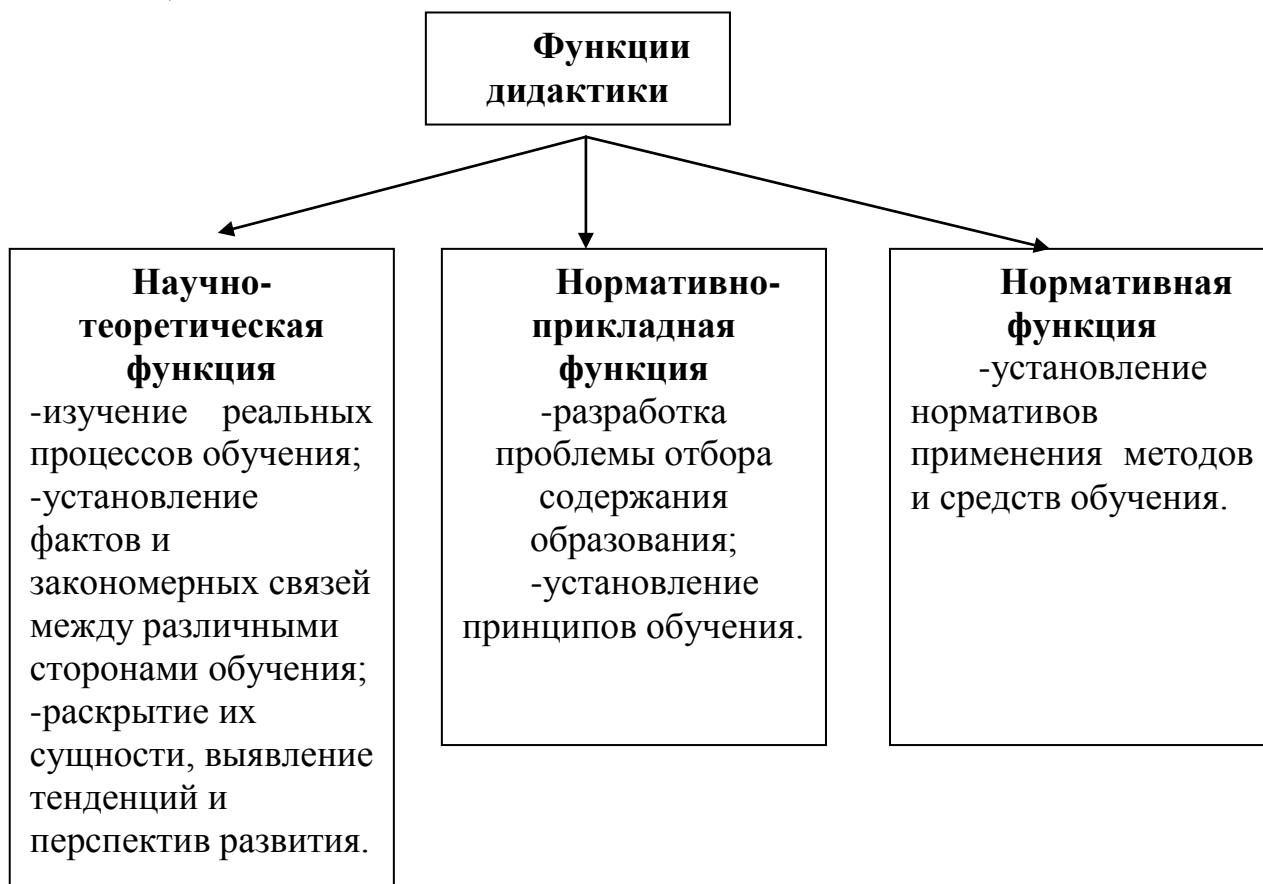 Функции
дидактики
Научно-
теоретическая
функция
-изучение реальных
процессов обучения;
-установление
фактов и
закономерных связей
между различными
сторонами обучения;
-раскрытие их
сущности, выявление
тенденций и
перспектив развития.
Нормативно-
прикладная
функция
-разработка
проблемы отбора
содержания
образования;
-установление
принципов обучения.
Нормативная
функция
-установление
нормативов
применения методов
и средств обучения.